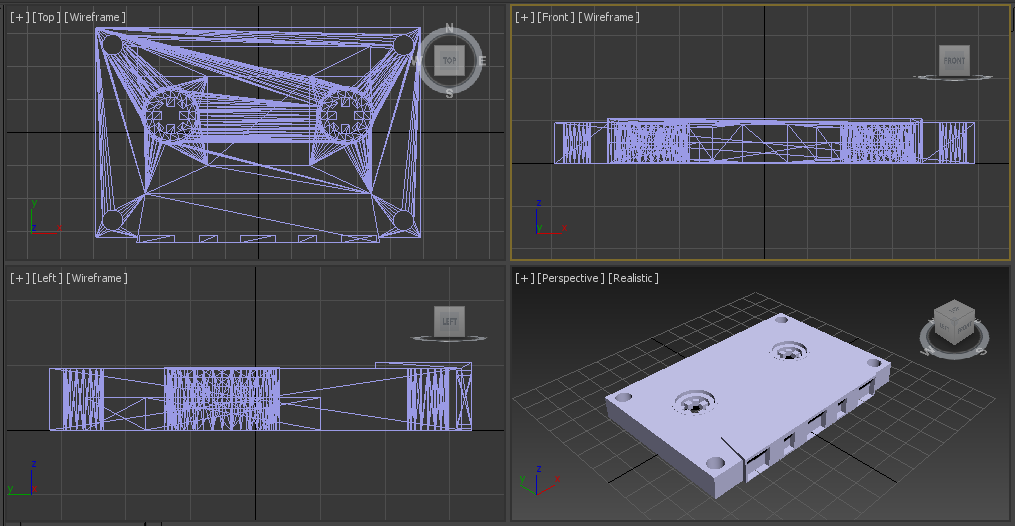 [+] [Top ] [Wireframe ]
N
TOP
E
S
y
z
x
[+] [Front ] [Wireframe ]
FRONT
z
y
x
[+] [Left ] [Wireframe ]
LEFT
z
y
[+] [Perspective ] [Realistic ]
W
S
z
y
x